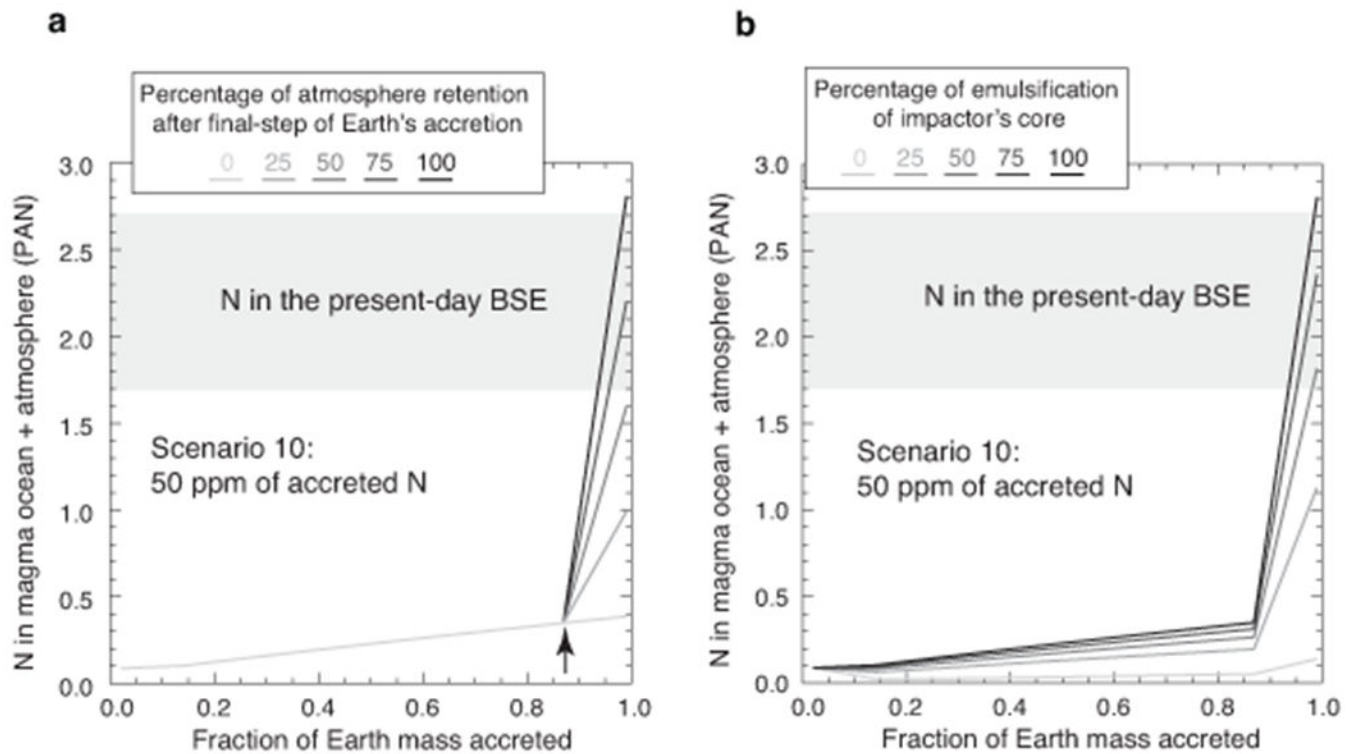 a
Percentage of atmosphere retention
after final-step of Earth's accretion
0 25 50 75 100
N in magma ocean + atmosphere (PAN)
3.0
2.5
2.0
1.5
1.0
0.5
0.0
N in the present-day BSE
Scenario 10:
50 ppm of accreted N
0.0 0.2 0.4 0.6 0.8 1.0
Fraction of Earth mass accreted
b
Percentage of emulsification
of impactor's core
0 25 50 75 100
N in magma ocean + atmosphere (PAN)
3.0
2.5
2.0
1.5
1.0
0.5
0.0
N in the present-day BSE
Scenario 10:
50 ppm of accreted N
0.0 0.2 0.4 0.6 0.8 1.0
Fraction of Earth mass accreted